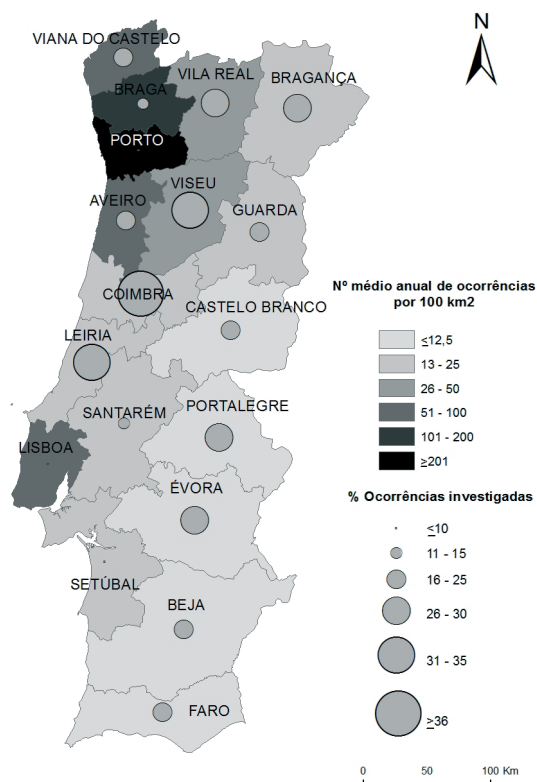 N
VIANA DO CASTELO
VILA REAL
BRAGANÇA
BRAGA
PORTO
VISEU
AVEIRO
GUARDA
COIMBRA
CASTELO BRANCO
LEIRIA
SANTARÉM
PORTALEGRE
LISBOA
ÉVORA
SETÚBAL
BEJA
FARO
Nº médio anual de ocorrências
por 100 km2
≤12,5
13 - 25
26 - 50
51 - 100
101 - 200
≥201
% Ocorrências investigadas
≤10
11 - 15
16 - 25
26 - 30
31 - 35
≥36
0 50 100 Km